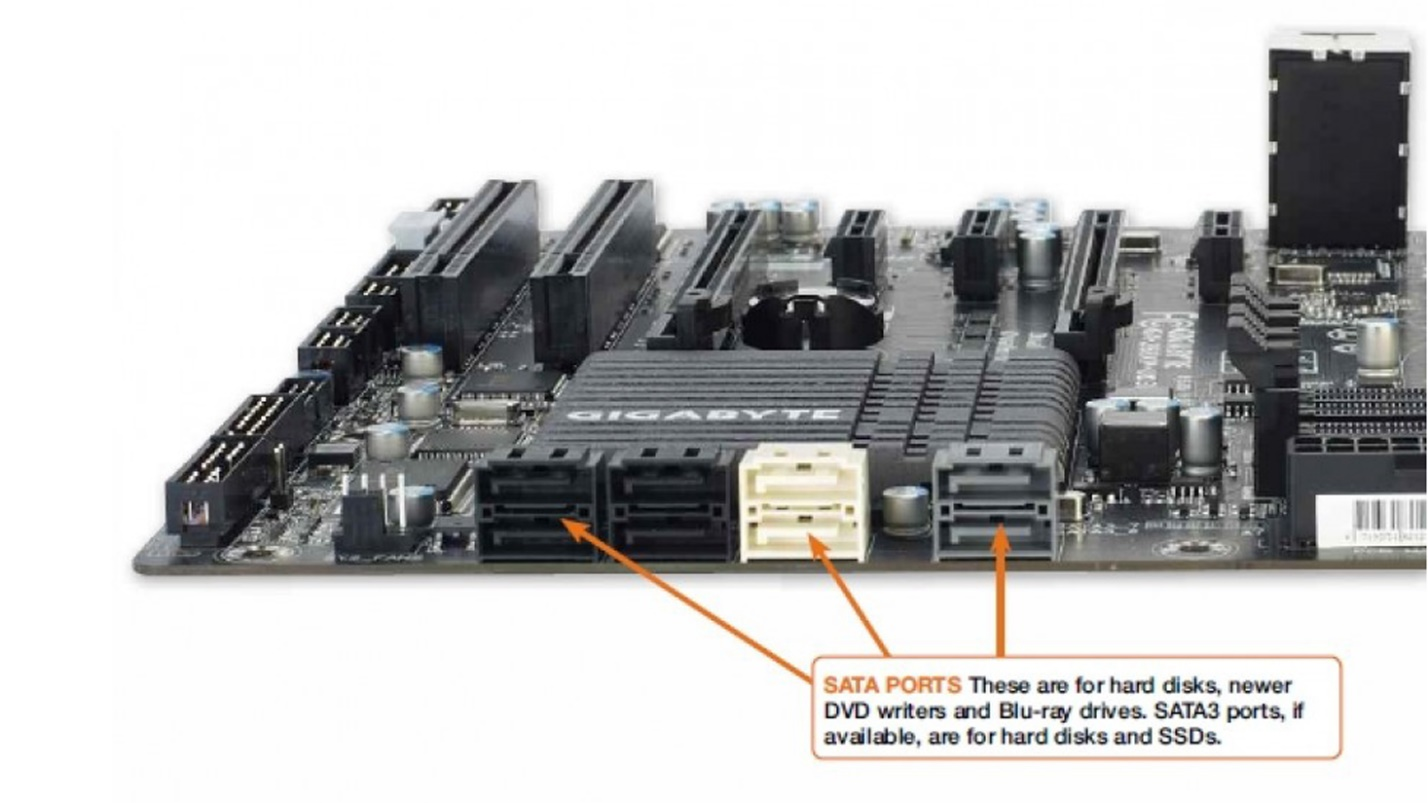 GIGABYTE
SATA PORTS These are for hard disks, newer
DVD writers and Blu-ray drives. SATA3 ports, if
available, are for hard disks and SSDs.